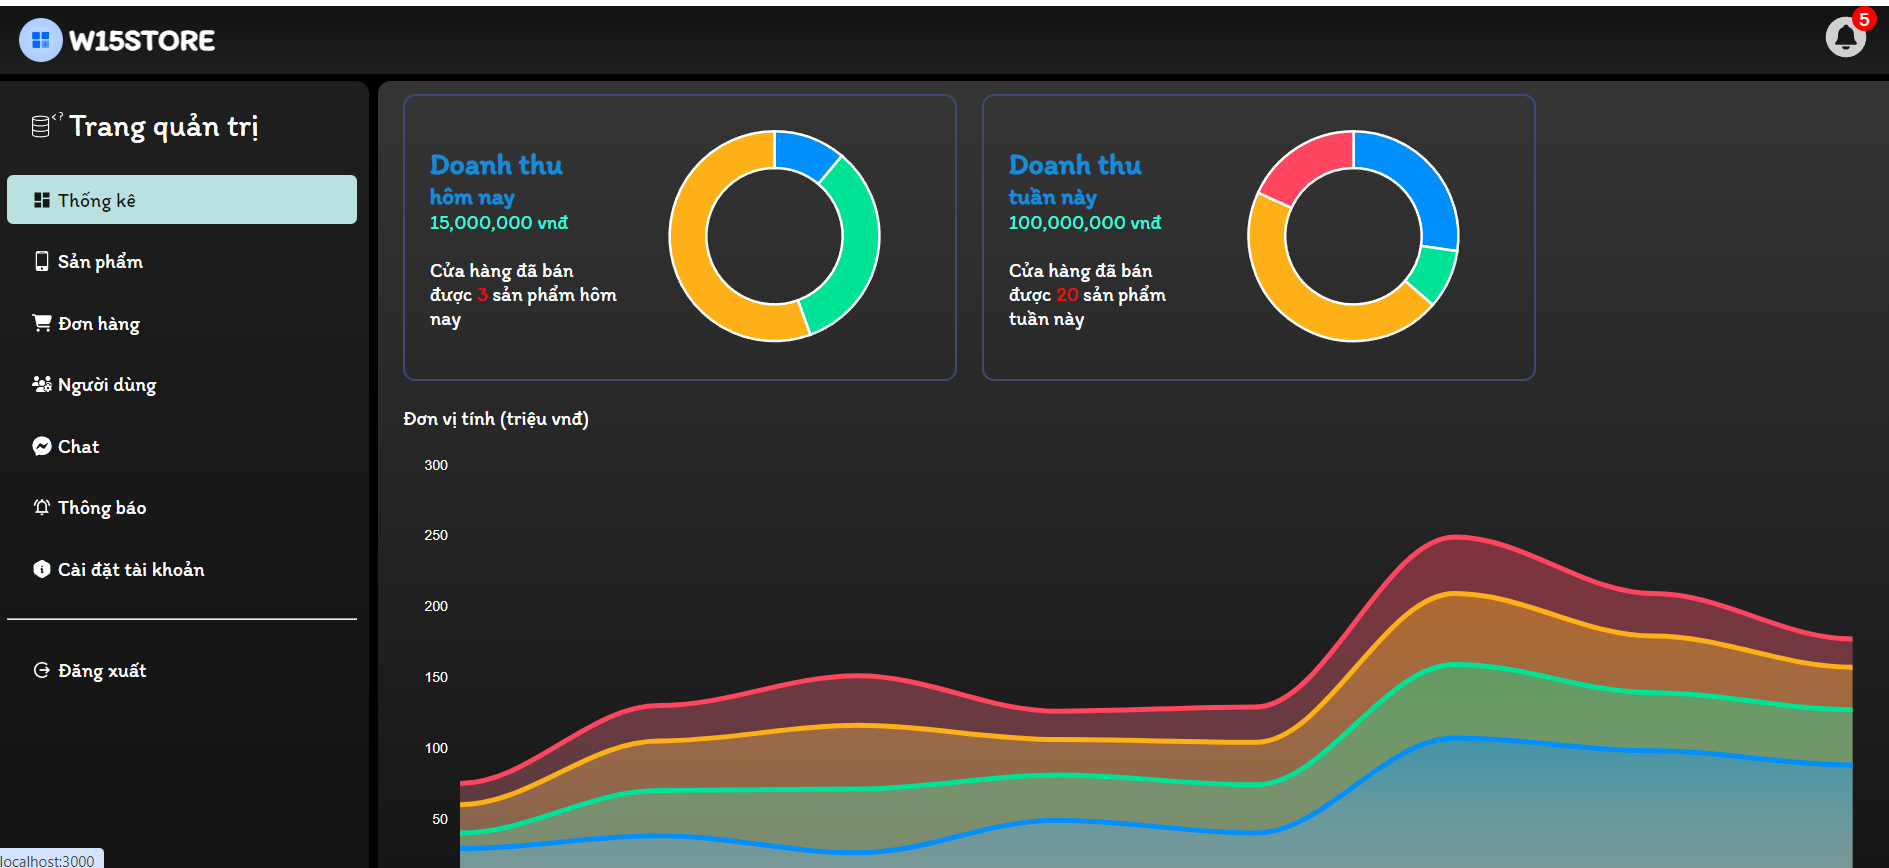 W15STORE
5
Trang quản trị
Thống kê
Sản phẩm
Đơn hàng
Người dùng
Chat
Thông báo
Cài đặt tài khoản
Đăng xuất
Doanh thu
hôm nay
15,000,000 vnđ
Cửa hàng đã bán
được 3 sản phẩm hôm
nay
Doanh thu
tuần này
100,000,000 vnđ
Cửa hàng đã bán
được 20 sản phẩm
tuần này
Đơn vị tính (triệu vnđ)
300
250
200
150
100
50
localhost:3000